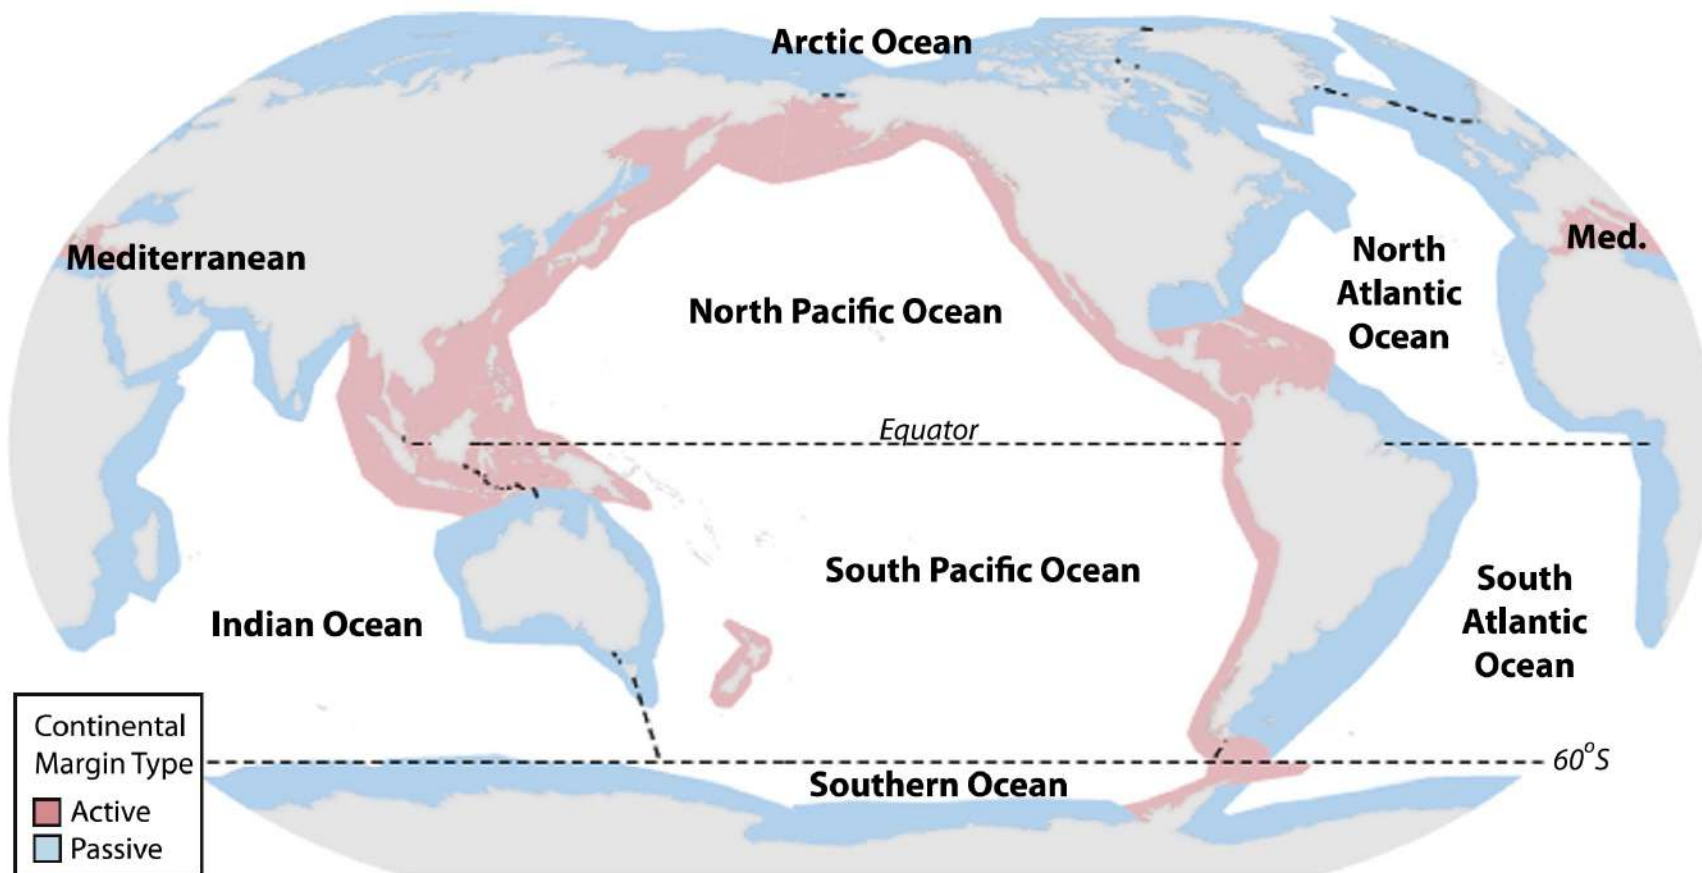 Arctic Ocean
Mediterranean
Med.
North
Atlantic
Ocean
North Pacific Ocean
Equator
South Pacific Ocean
South
Atlantic
Ocean
Indian Ocean
Continental
Margin Type
Active
Passive
60°S
Southern Ocean